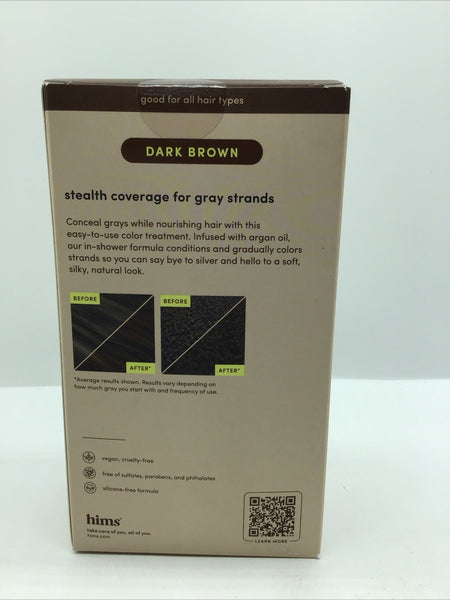 good for all hair types
DARK BROWN
stealth coverage for gray strands
Conceal grays while nourishing hair with this
easy-to-use color treatment. Infused with argan oil,
our in-shower formula conditions and gradually colors
strands so you can say bye to silver and hello to a soft,
silky, natural look.
BEFORE
AFTER*
BEFORE
AFTER*
*Average results shown. Results vary depending on
how much gray you start with and frequency of use.
vegan, cruelty-free
free of sulfates, parabens, and phthalates
silicone-free formula
hims
take care of you, all of you.
hims.com
LEARN MORE